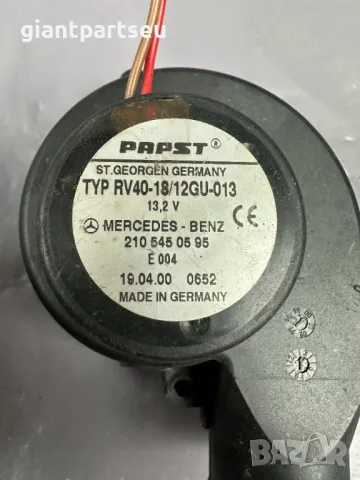 giantpartseu
PAPST ®
ST.GEORGEN GERMANY
TYP RV40-18/12GU-013
13,2 V
MERCEDES - BENZ CE
210 545 05 95
E 004
19.04.00 0652
MADE IN GERMANY
BAZAR